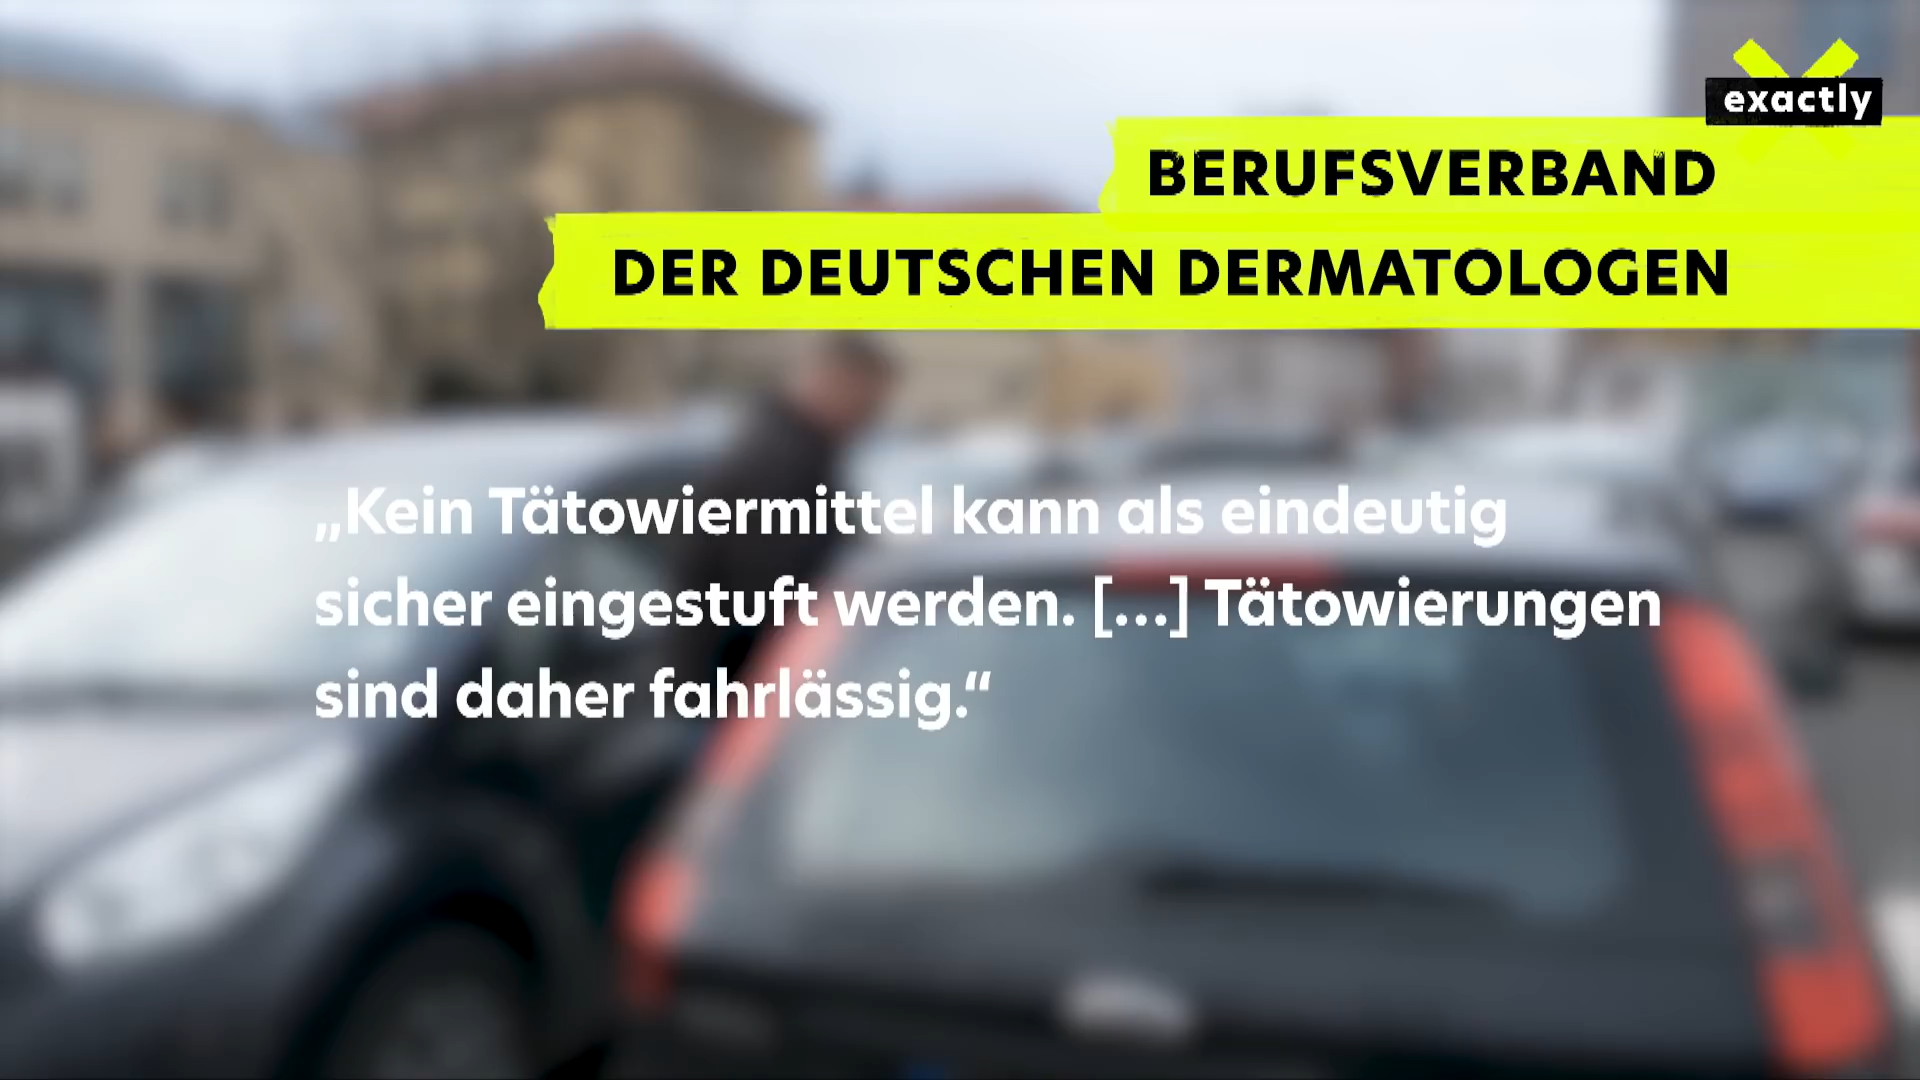 exactly
BERUFSVERBAND
DER DEUTSCHEN DERMATOLOGEN
„Kein Tätowiermittel kann als eindeutig
sicher eingestuft werden. [...] Tätowierungen
sind daher fahrlässig.“